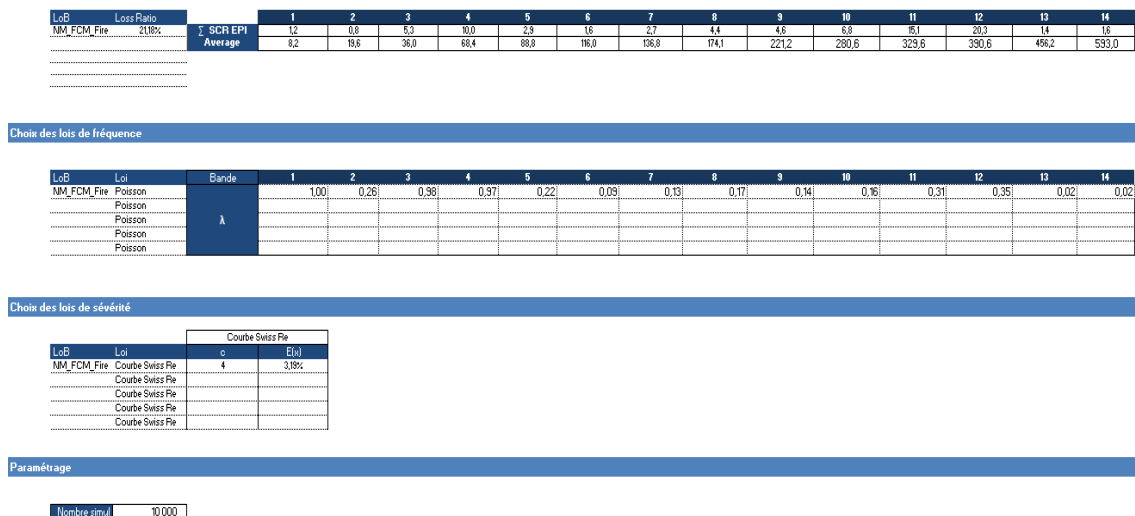 LoB Loss Ratio 1 2 3 4 5 6 7 8 9 10 11 12 13 14
NM_FCM_Fire 21,18% ∑ SCR EPI 1,2 0,8 5,3 10,0 2,9 1,6 2,7 4,4 4,6 6,8 15,1 20,3 1,4 1,6
Average 8,2 19,6 36,0 68,4 88,8 116,0 136,8 174,1 221,2 280,6 329,6 390,6 456,2 593,0
Choix des lois de fréquence
LoB Loi Bande 1 2 3 4 5 6 7 8 9 10 11 12 13 14
NM_FCM_Fire Poisson 1,00 0,26 0,98 0,97 0,22 0,09 0,13 0,17 0,14 0,16 0,31 0,35 0,02 0,02
Poisson
Poisson λ
Poisson
Poisson
Choix des lois de sévérité
Courbe Swiss Re
LoB Loi c E(x)
NM_FCM_Fire Courbe Swiss Re 4 3,19%
Courbe Swiss Re
Courbe Swiss Re
Courbe Swiss Re
Courbe Swiss Re
Paramétrage
Nombre simul 10 000